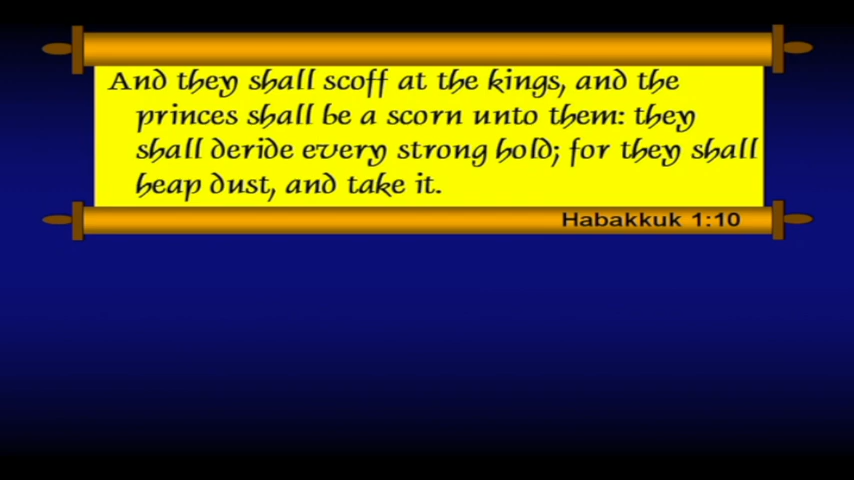 And they shall scoff at the kings, and the
princes shall be a scorn unto them: they
shall deride every strong hold; for they shall
heap dust, and take it.
Habakkuk 1:10